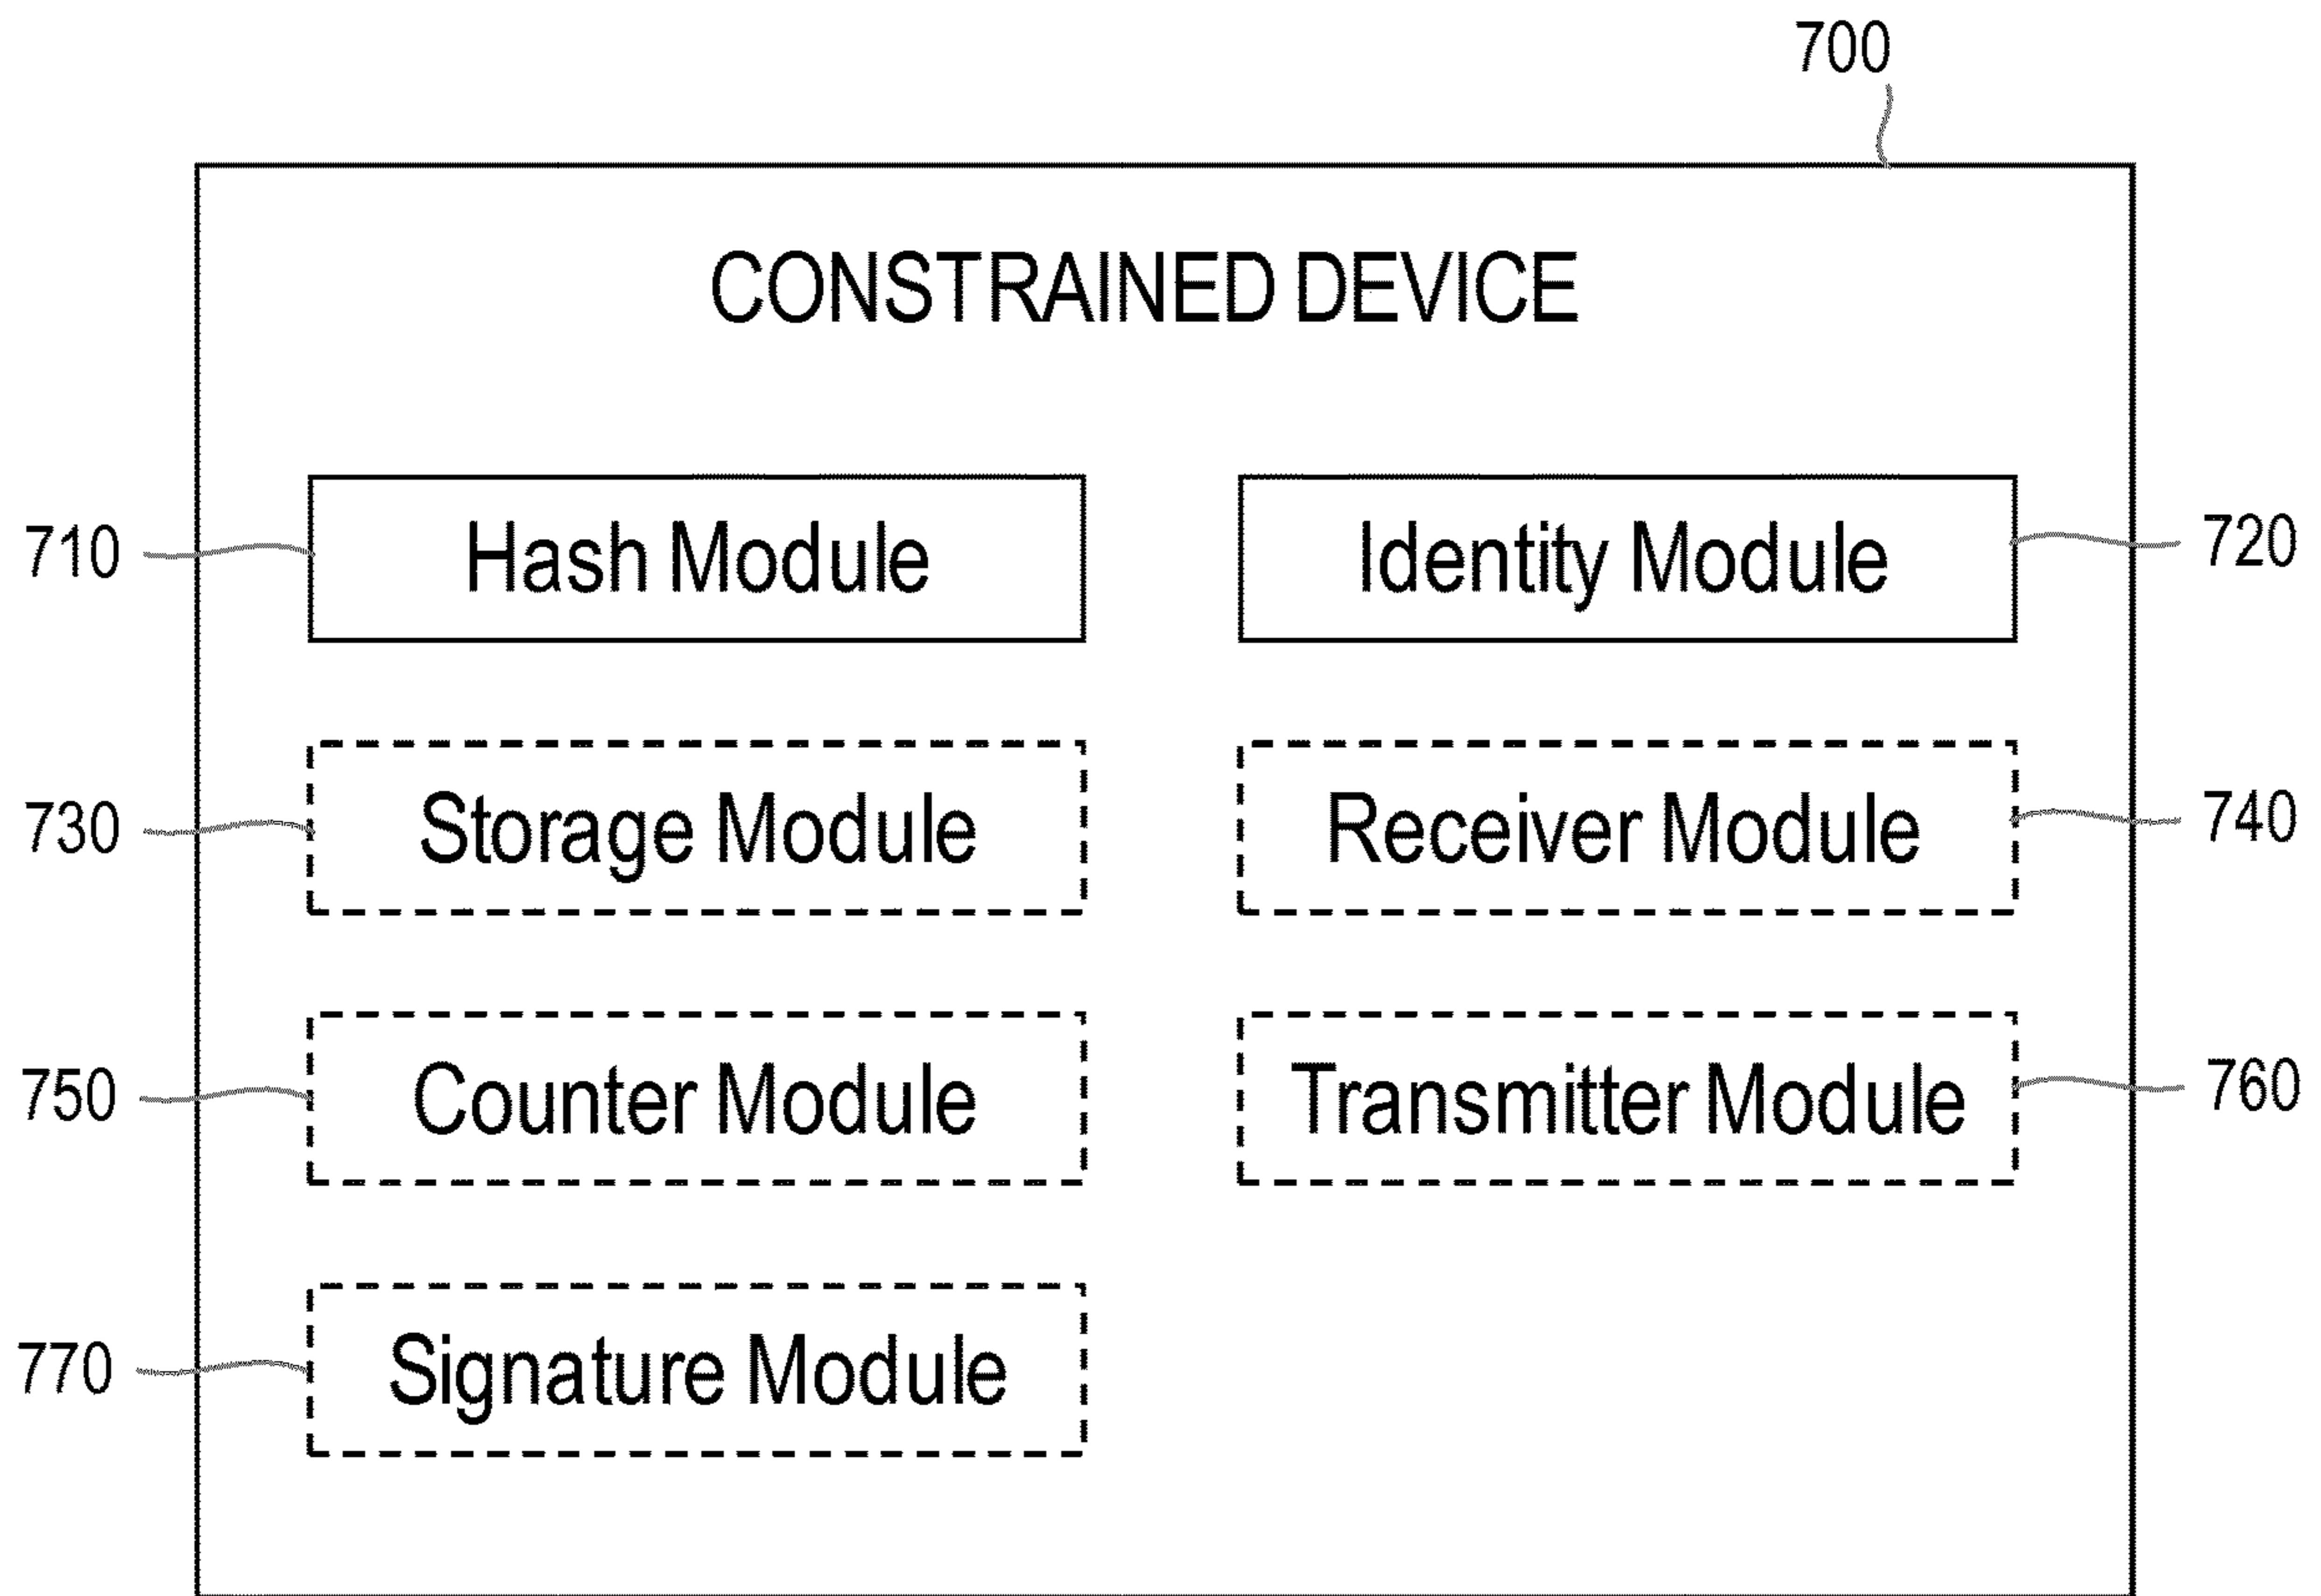 700
CONSTRAINED DEVICE
710 Hash Module Identity Module 720
730 Storage Module Receiver Module 740
750 Counter Module Transmitter Module 760
770 Signature Module